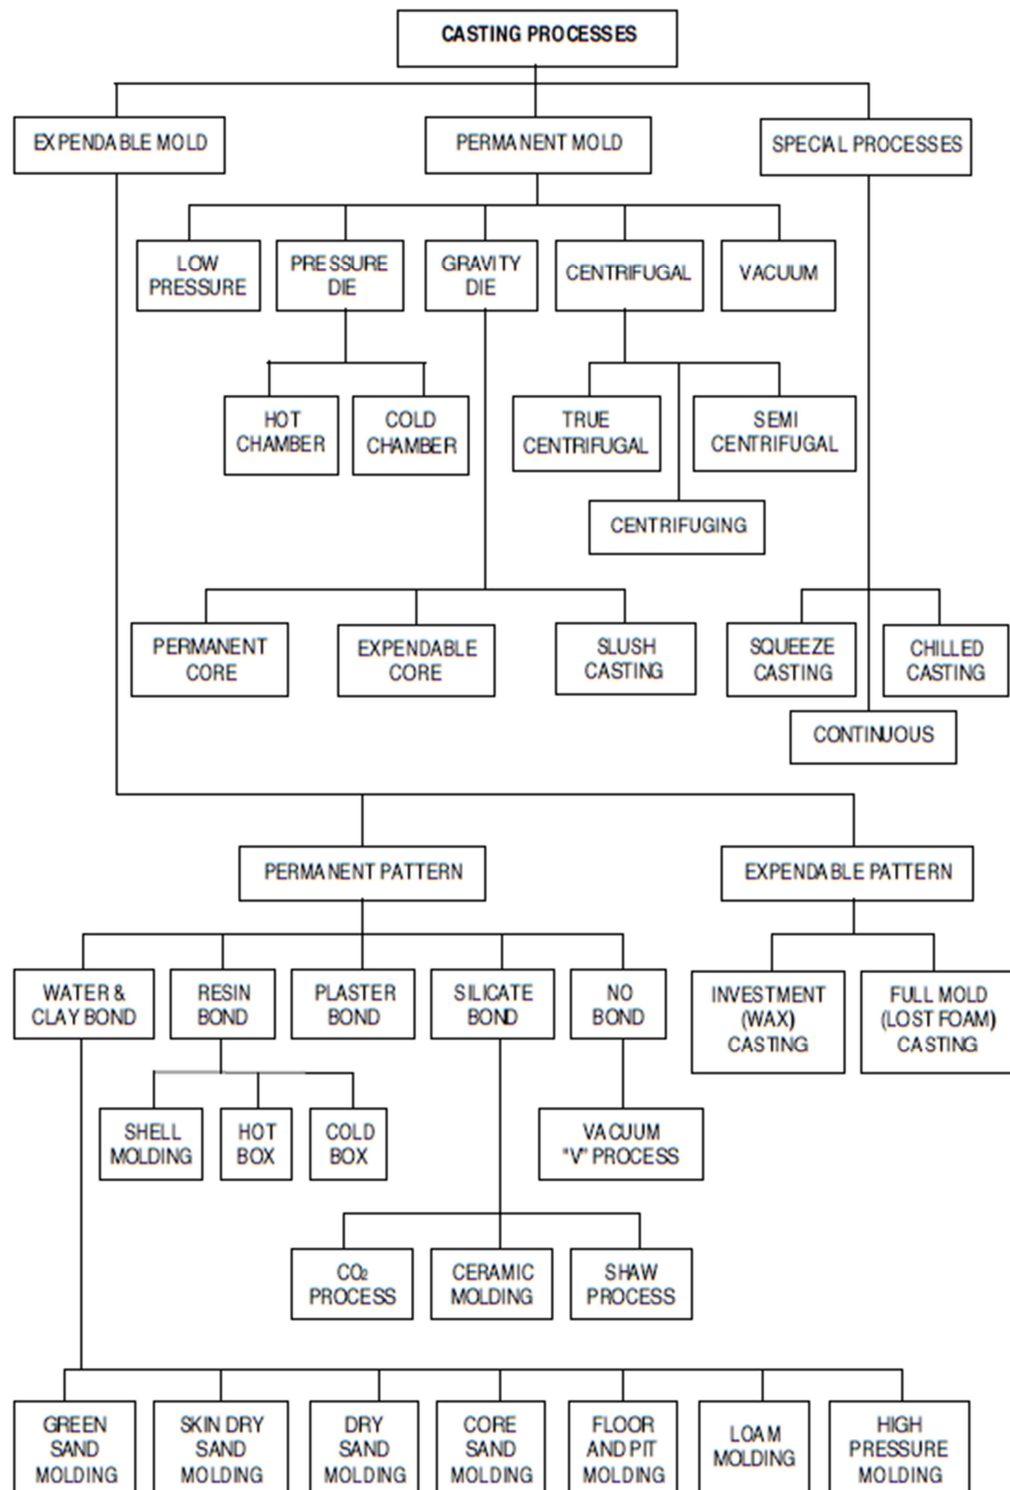 CASTING PROCESSES
EXPENDABLE MOLD
PERMANENT MOLD
SPECIAL PROCESSES
LOW
PRESSURE
PRESSURE
DIE
GRAVITY
DIE
CENTRIFUGAL
VACUUM
HOT
CHAMBER
COLD
CHAMBER
TRUE
CENTRIFUGAL
SEMI
CENTRIFUGAL
CENTRIFUGING
PERMANENT
CORE
EXPENDABLE
CORE
SLUSH
CASTING
SQUEEZE
CASTING
CHILLED
CASTING
CONTINUOUS
PERMANENT PATTERN
EXPENDABLE PATTERN
WATER &
CLAY BOND
RESIN
BOND
PLASTER
BOND
SILICATE
BOND
NO
BOND
INVESTMENT
(WAX)
CASTING
FULL MOLD
(LOST FOAM)
CASTING
SHELL
MOLDING
HOT
BOX
COLD
BOX
VACUUM
"V" PROCESS
CO₂
PROCESS
CERAMIC
MOLDING
SHAW
PROCESS
GREEN
SAND
MOLDING
SKIN DRY
SAND
MOLDING
DRY
SAND
MOLDING
CORE
SAND
MOLDING
FLOOR
AND PIT
MOLDING
LOAM
MOLDING
HIGH
PRESSURE
MOLDING